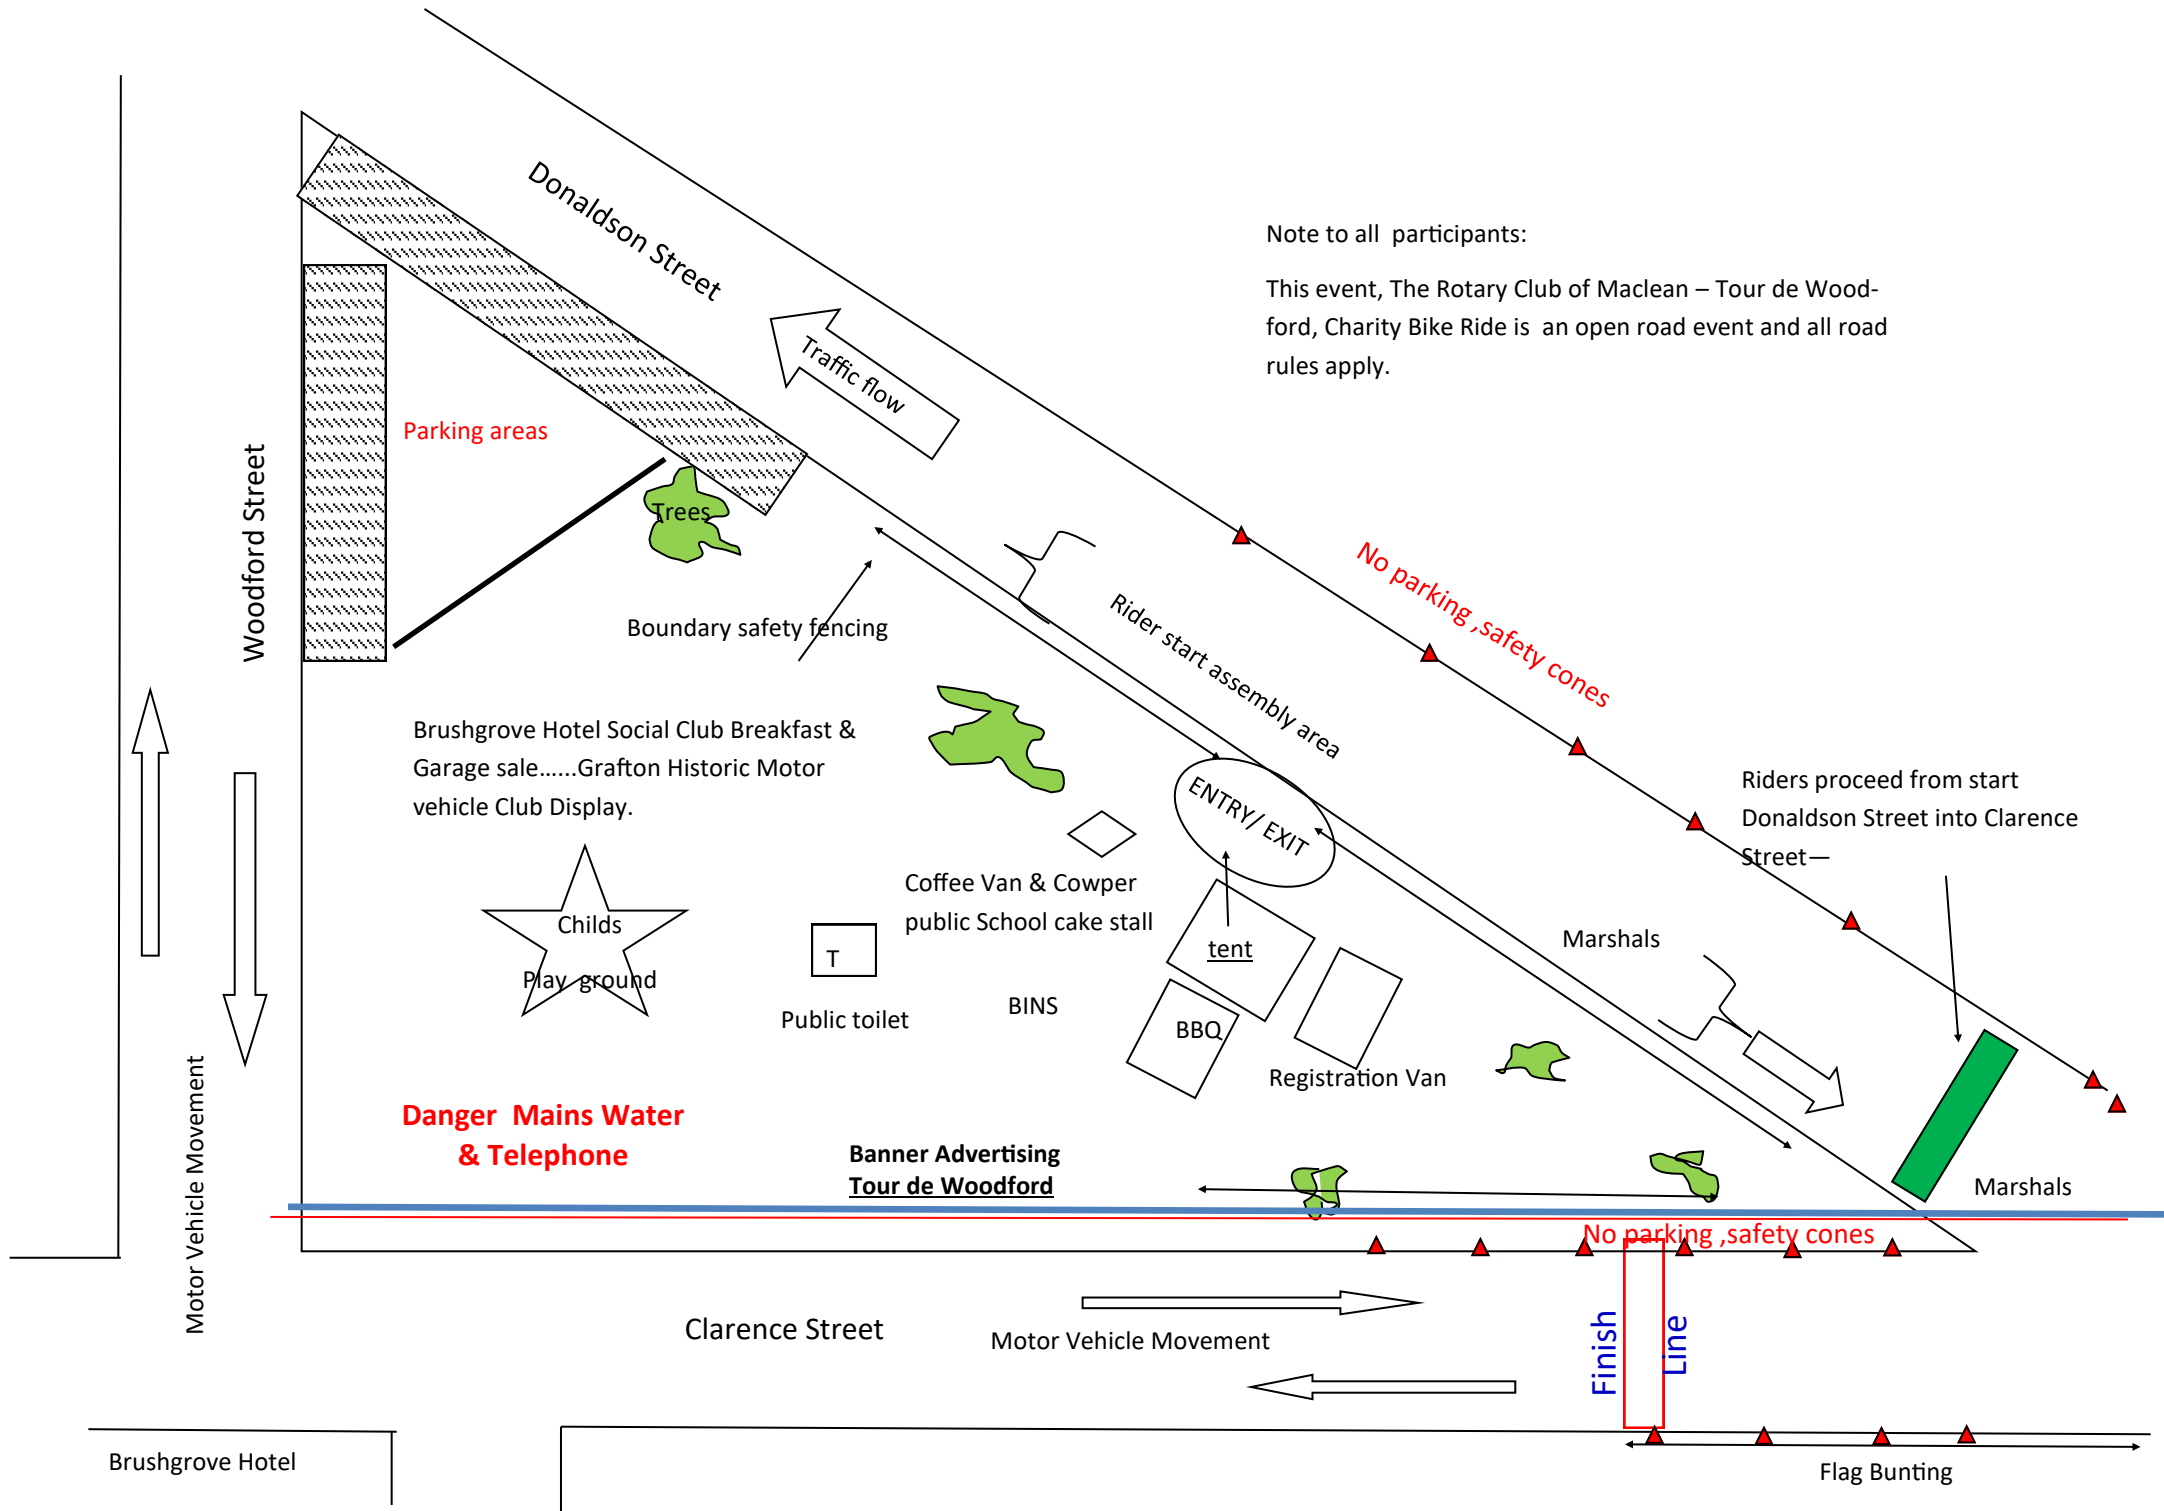 Donaldson Street
Note to all participants:
This event, The Rotary Club of Maclean – Tour de Wood-
ford, Charity Bike Ride is an open road event and all road
rules apply.
Traffic flow
Parking areas
Woodford Street
Trees
No parking ,safety cones
Boundary safety fencing
Rider start assembly area
Brushgrove Hotel Social Club Breakfast &
Garage sale......Grafton Historic Motor
vehicle Club Display.
ENTRY/ EXIT
Riders proceed from start
Donaldson Street into Clarence
Street—
Coffee Van & Cowper
public School cake stall
Childs
Play ground
T
Public toilet
BINS
tent
BBQ
Registration Van
Marshals
Motor Vehicle Movement
Danger Mains Water
& Telephone
Banner Advertising
Tour de Woodford
Marshals
No parking ,safety cones
Clarence Street
Motor Vehicle Movement
Finish
Line
Brushgrove Hotel
Flag Bunting